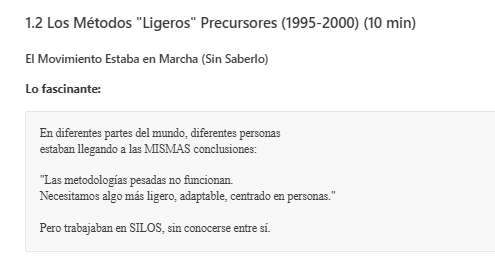 1.2 Los Métodos "Ligeros" Precursores (1995-2000) (10 min)
El Movimiento Estaba en Marcha (Sin Saberlo)
Lo fascinante:
En diferentes partes del mundo, diferentes personas
estaban llegando a las MISMAS conclusiones:
"Las metodologías pesadas no funcionan.
Necesitamos algo más ligero, adaptable, centrado en personas."
Pero trabajaban en SILOS, sin conocerse entre sí.